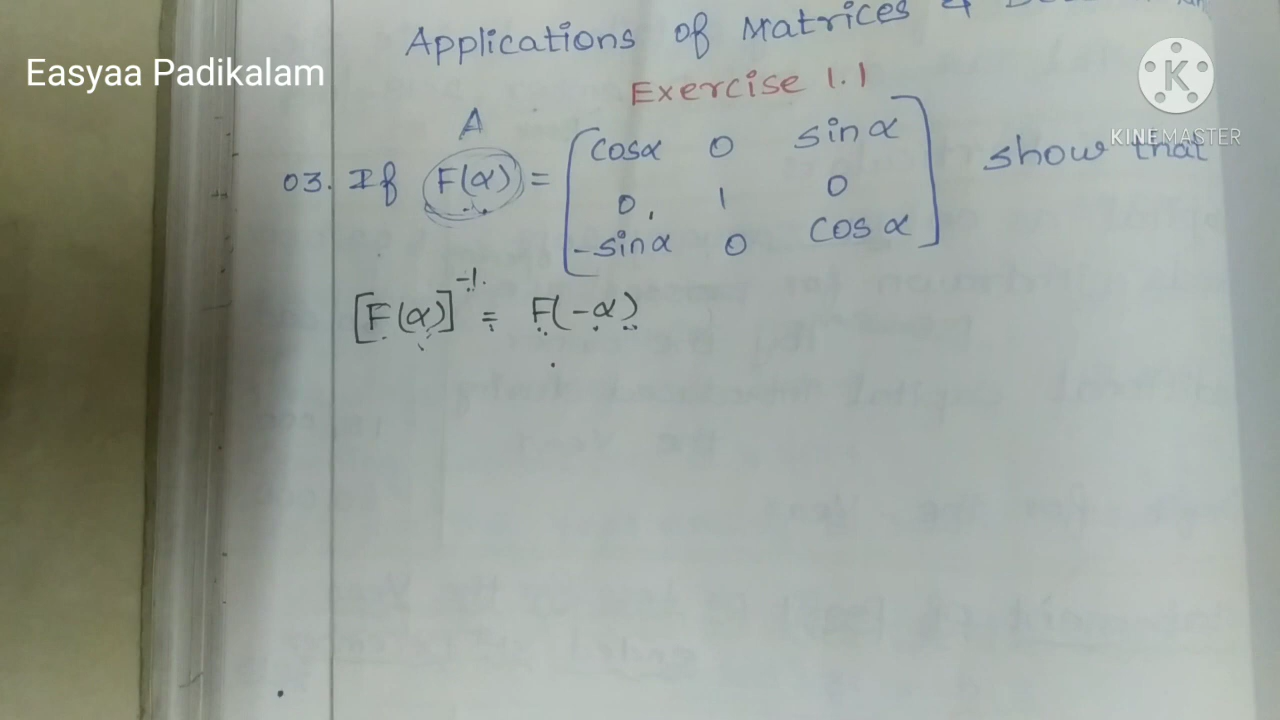 Easyaa Padikalam
KINEMASTER
Applications of Matrices &
Exercise 1.1
A
03. If F(α) = [cosα 0 sinα
0, 1 0
-sinα 0 cosα] show that
[F(α)]⁻¹ = F(-α)